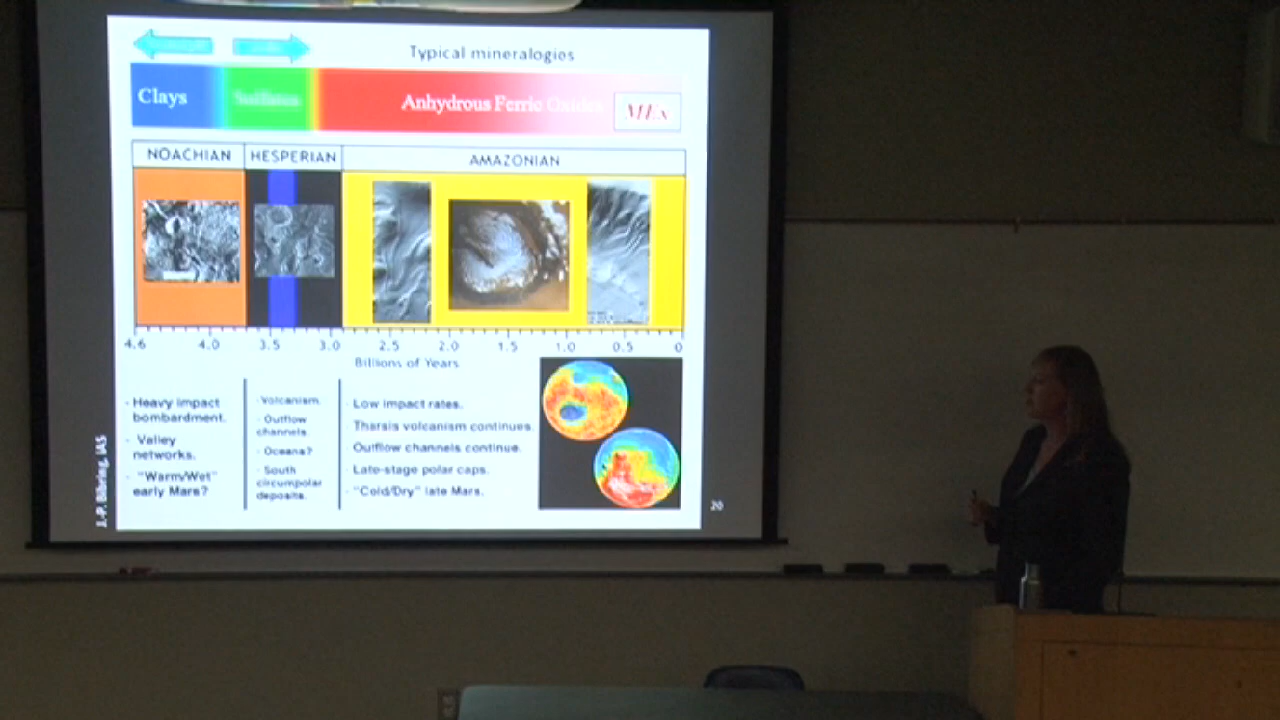 Typical mineralogies
Clays
Sulfates
Anhydrous Ferric Oxides
MEx
NOACHIAN
HESPERIAN
AMAZONIAN
4.6 4.0 3.5 3.0 2.5 2.0 1.5 1.0 0.5 0
Billions of Years
- Heavy impact
bombardment.
- Valley
networks.
- "Warm/Wet"
early Mars?
- Volcanism.
- Outflow
channels.
- Oceans?
- South
circumpolar
deposits.
- Low impact rates.
- Tharsis volcanism continues.
- Outflow channels continue.
- Late-stage polar caps.
- "Cold/Dry" late Mars.
J.-P. Bibring, IAS
20